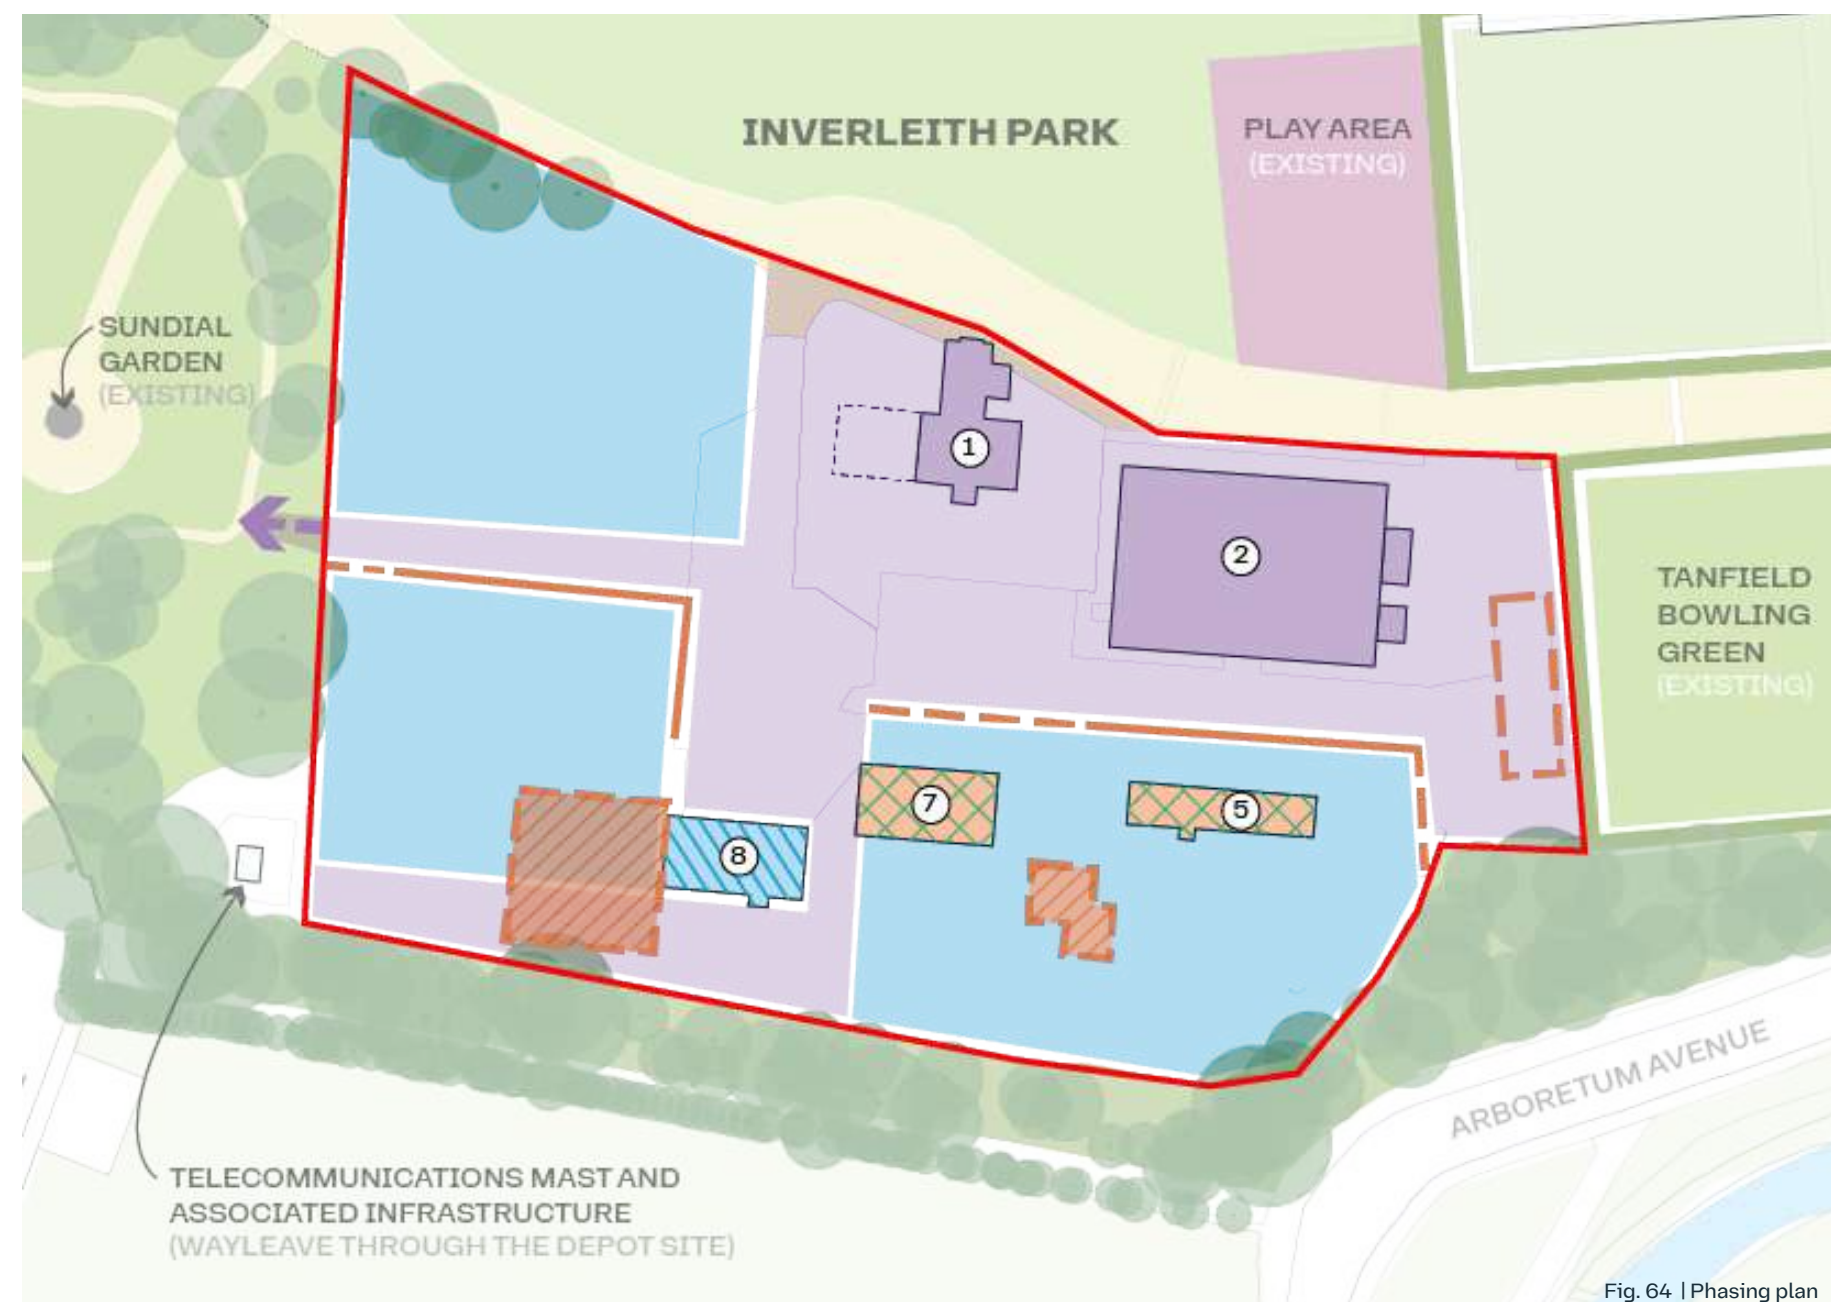 INVERLEITH PARK
PLAY AREA
(EXISTING)
SUNDIAL
GARDEN
(EXISTING)
1
2
TANFIELD
BOWLING
GREEN
(EXISTING)
7
5
8
ARBORETUM AVENUE
TELECOMMUNICATIONS MAST AND
ASSOCIATED INFRASTRUCTURE
(WAYLEAVE THROUGH THE DEPOT SITE)
Fig. 64 | Phasing plan